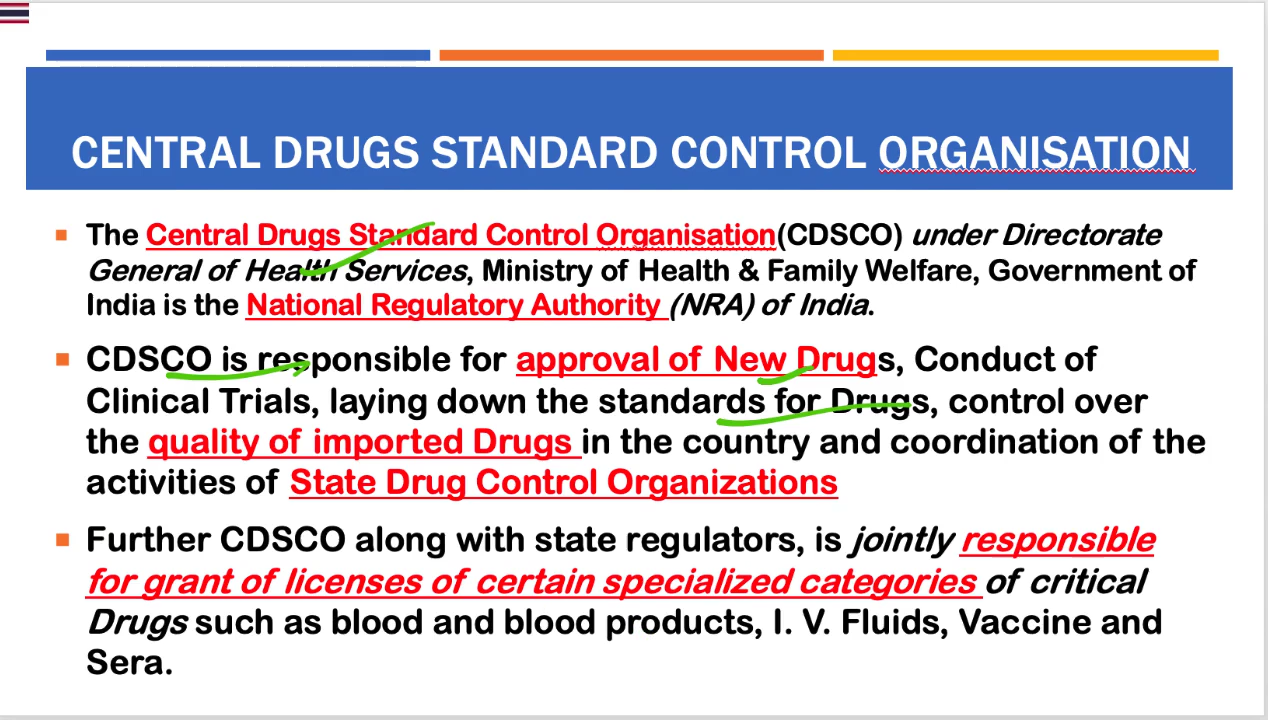 CENTRAL DRUGS STANDARD CONTROL ORGANISATION
The Central Drugs Standard Control Organisation(CDSCO) under Directorate
General of Health Services, Ministry of Health & Family Welfare, Government of
India is the National Regulatory Authority (NRA) of India.
CDSCO is responsible for approval of New Drugs, Conduct of
Clinical Trials, laying down the standards for Drugs, control over
the quality of imported Drugs in the country and coordination of the
activities of State Drug Control Organizations
Further CDSCO along with state regulators, is jointly responsible
for grant of licenses of certain specialized categories of critical
Drugs such as blood and blood products, I. V. Fluids, Vaccine and
Sera.